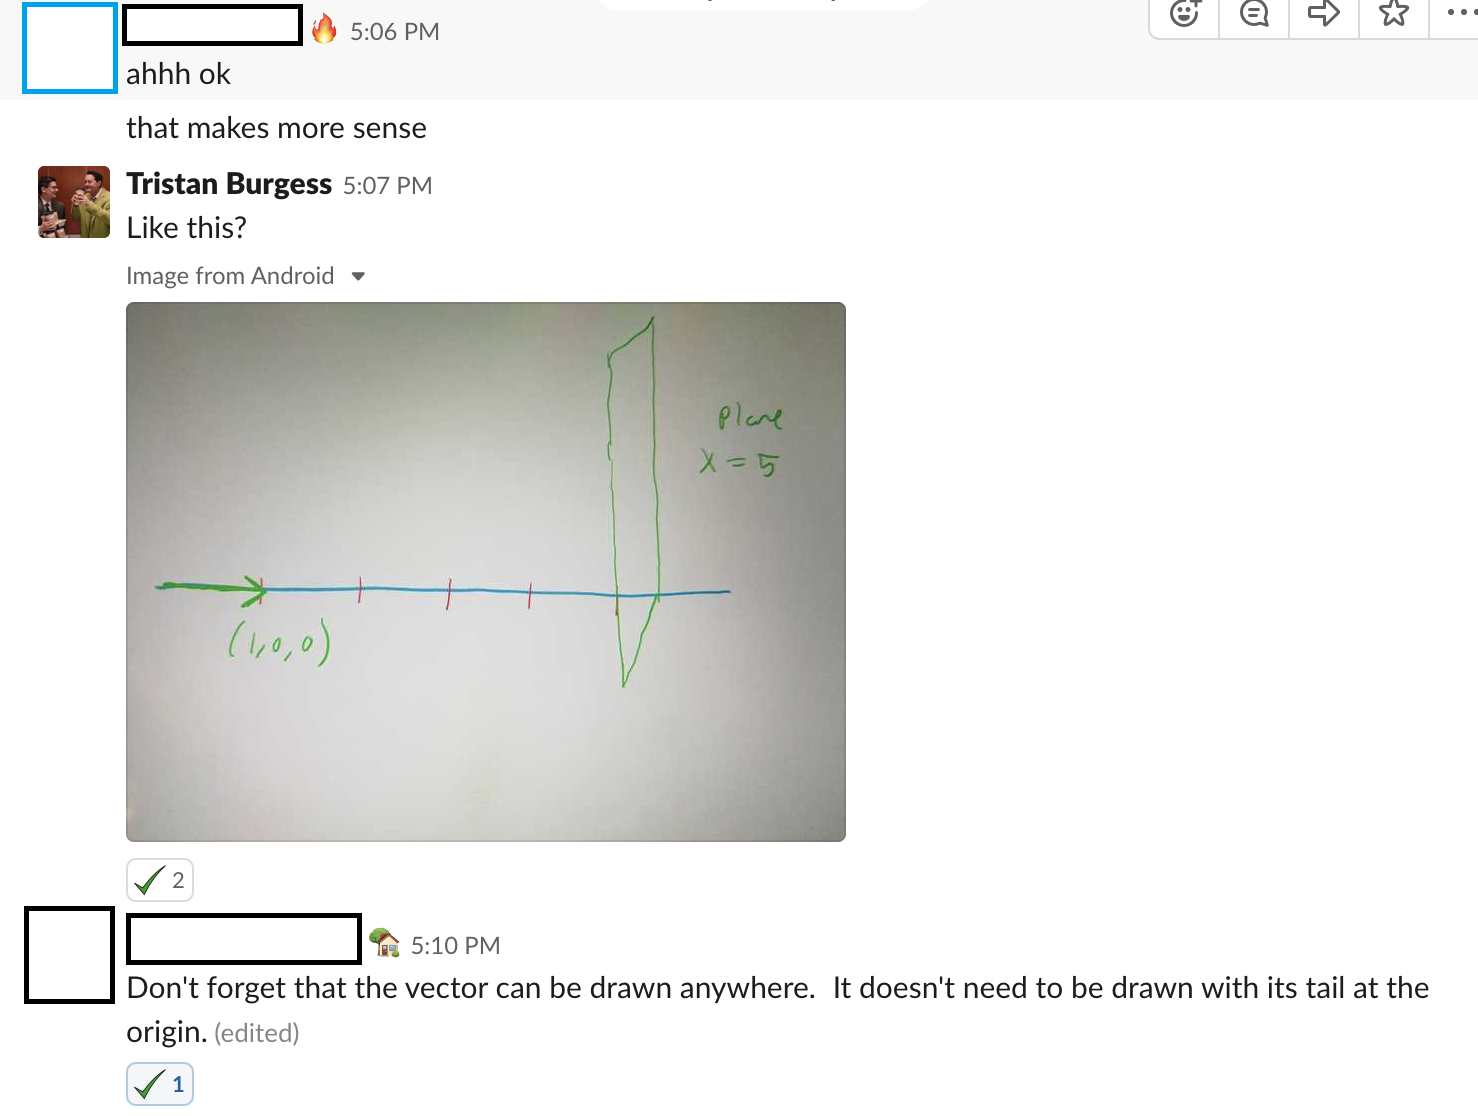 5:06 PM
ahhh ok
that makes more sense
Tristan Burgess 5:07 PM
Like this?
Image from Android
Plane
X = 5
(1,0,0)
2
5:10 PM
Don't forget that the vector can be drawn anywhere. It doesn't need to be drawn with its tail at the
origin. (edited)
1